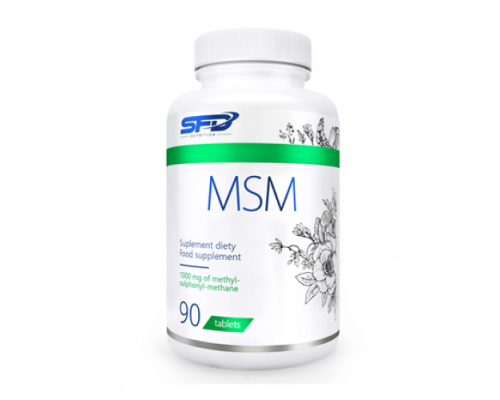 SFD
NUTRITION
MSM
Suplement diety
Food supplement
1000 mg of methyl-
sulphonyl-methane
90 tablets